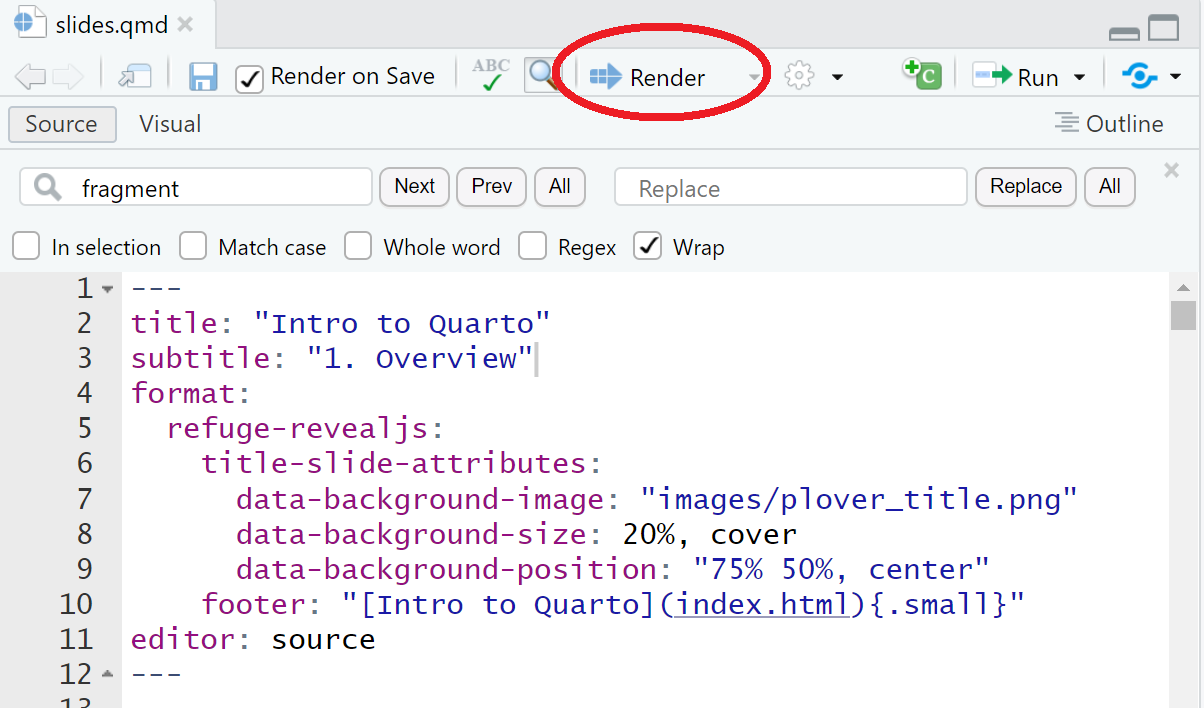 slides.qmd
Render on Save ABC Render C Run
Source Visual Outline
fragment Next Prev All Replace Replace All
In selection Match case Whole word Regex Wrap
1 ---
2 title: "Intro to Quarto"
3 subtitle: "1. Overview"
4 format:
5   refuge-revealjs:
6     title-slide-attributes:
7       data-background-image: "images/plover_title.png"
8       data-background-size: 20%, cover
9       data-background-position: "75% 50%, center"
10     footer: "[Intro to Quarto](index.html){.small}"
11 editor: source
12 ---
13